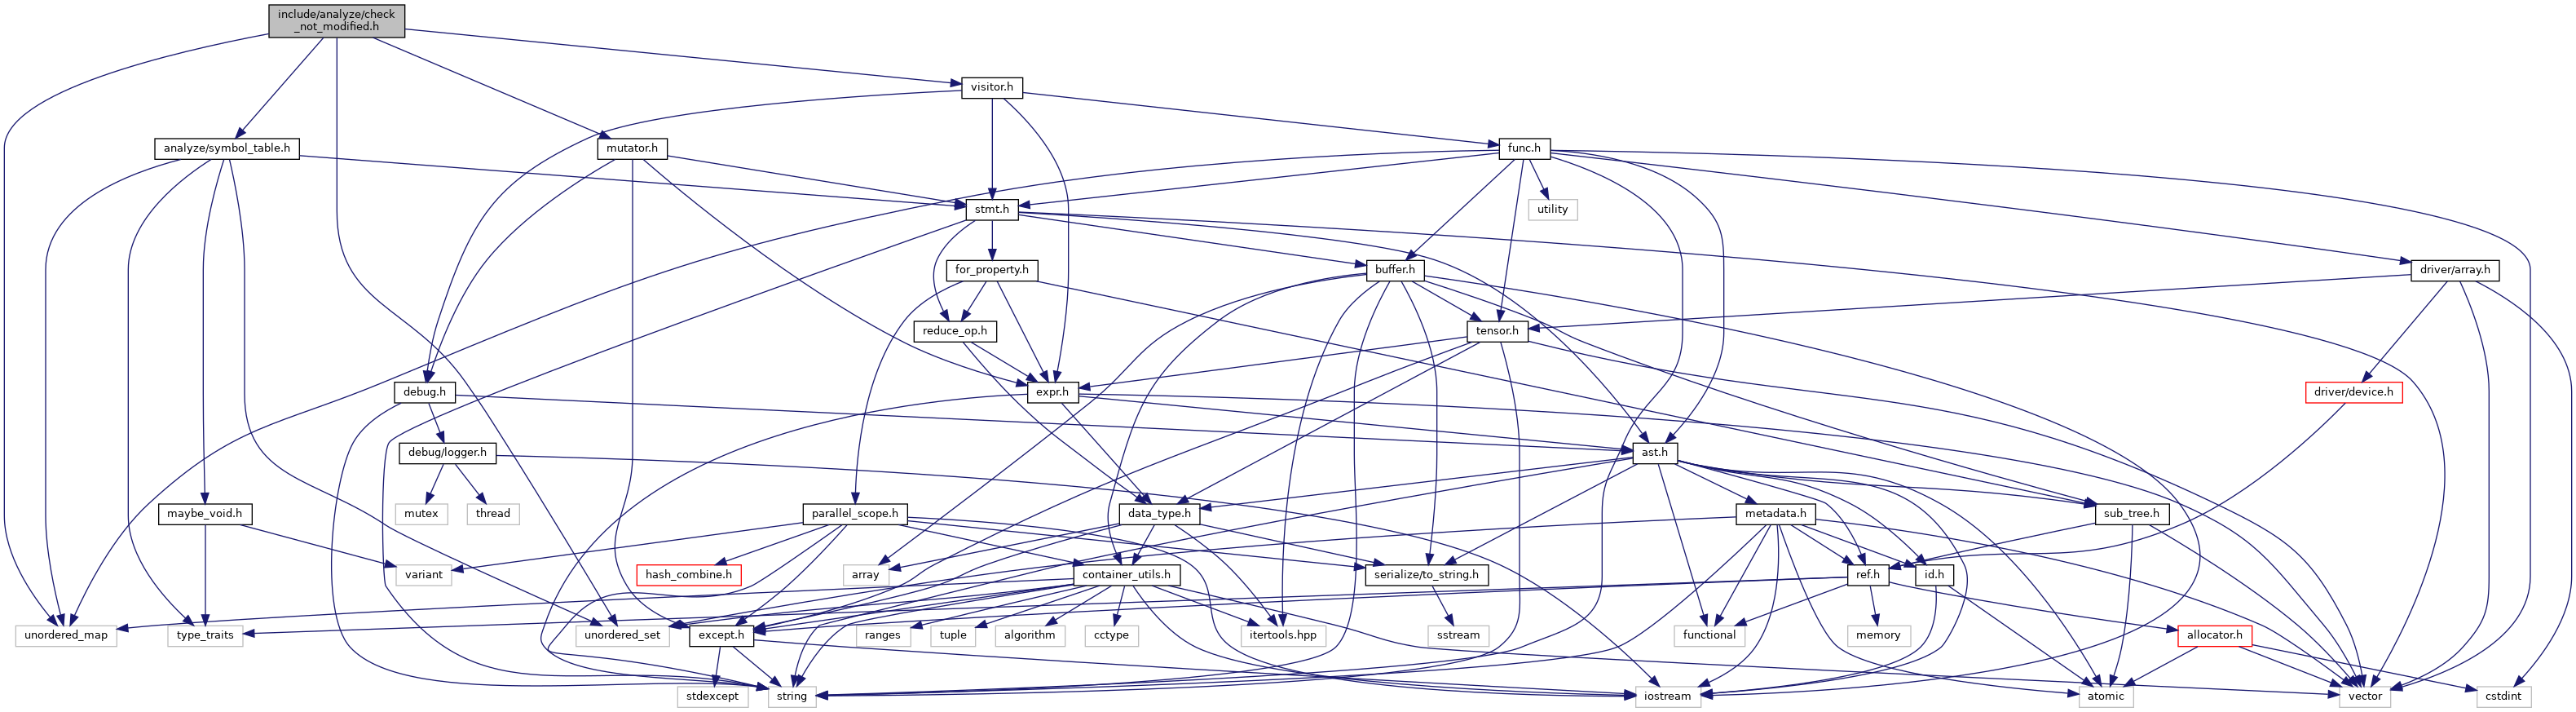 include/analyze/check
_not_modified.h
visitor.h
analyze/symbol_table.h
mutator.h
func.h
stmt.h
utility
for_property.h
buffer.h
driver/array.h
reduce_op.h
tensor.h
debug.h
expr.h
driver/device.h
debug/logger.h
ast.h
maybe_void.h
mutex
thread
parallel_scope.h
data_type.h
metadata.h
sub_tree.h
variant
hash_combine.h
array
container_utils.h
serialize/to_string.h
ref.h
id.h
unordered_map
type_traits
unordered_set
except.h
ranges
tuple
algorithm
cctype
itertools.hpp
sstream
functional
memory
allocator.h
stdexcept
string
iostream
atomic
vector
cstdint